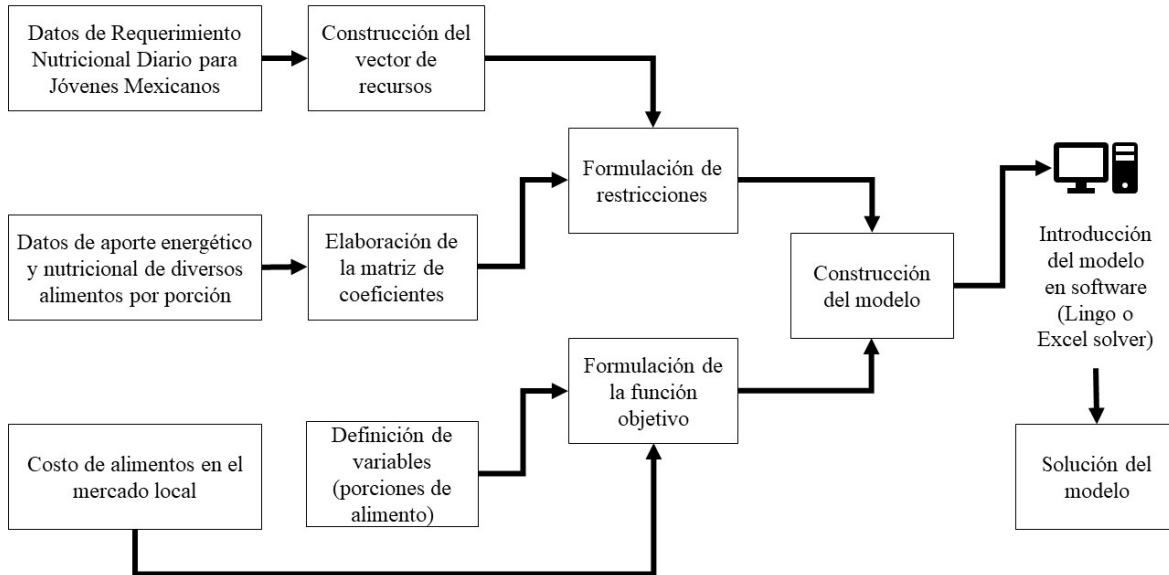 Datos de Requerimiento
Nutricional Diario para
Jóvenes Mexicanos
Construcción del
vector de
recursos
Formulación de
restricciones
Datos de aporte energético
y nutricional de diversos
alimentos por porción
Elaboración de
la matriz de
coeficientes
Construcción
del modelo
Introducción
del modelo
en software
(Lingo o
Excel solver)
Formulación de
la función
objetivo
Costo de alimentos en el
mercado local
Definición de
variables
(porciones de
alimento)
Solución del
modelo